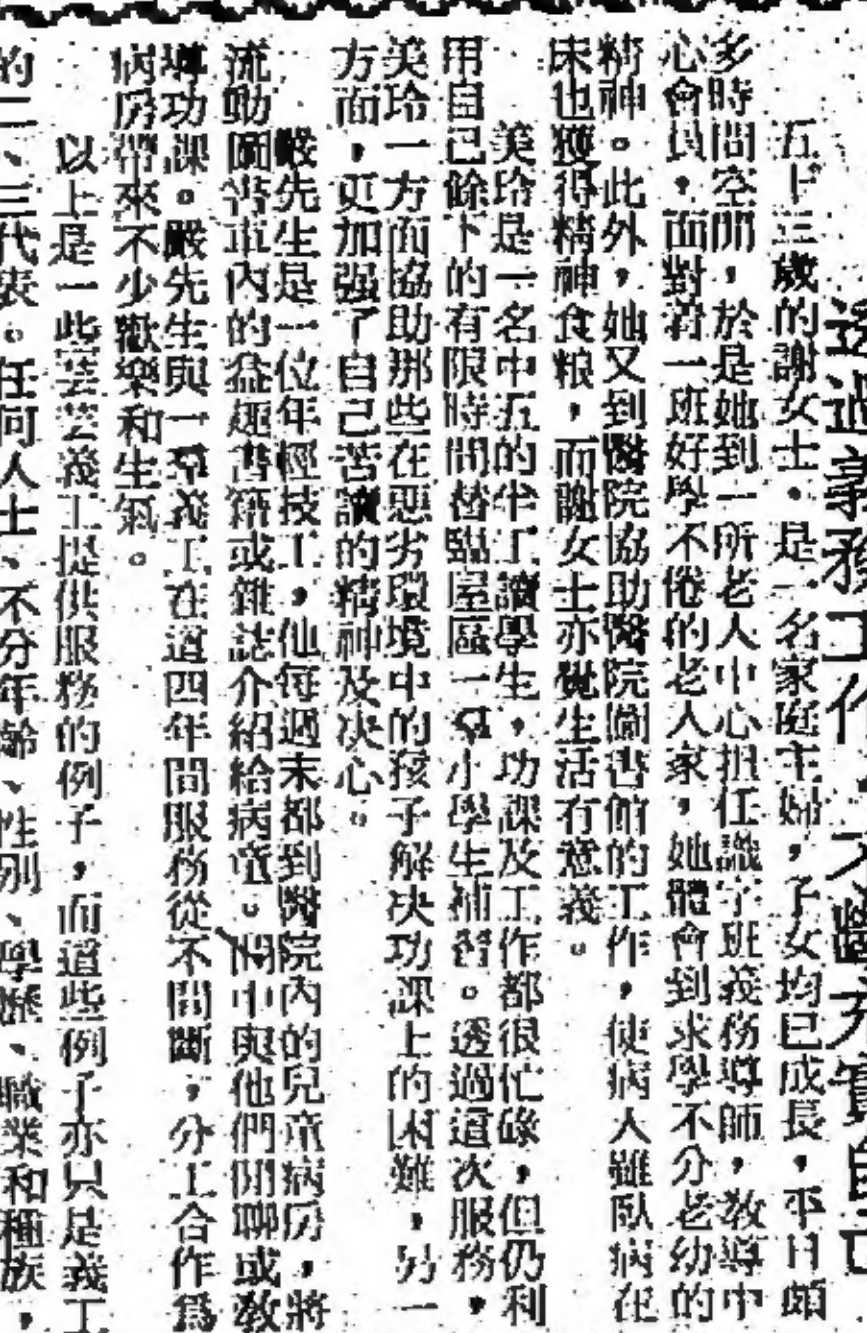 透過義務工作，不斷充實自己
五十三歲的謝女士。是一名家庭主婦，子女均已成長，平日頗
多時間空閒，於是她到一所老人中心担任識字班義務導師，教導中
心會員，面對着一班好學不倦的老人家，她體會到求學不分老幼的
精神。此外，她又到醫院協助醫院圖書館的工作，使病人雖臥病在
床也獲得精神食粮，而謝女士亦覺生活有意義。
美玲是一名中五的半工讀學生，功課及工作都很忙碌，但仍利
用自己餘下的有限時間替臨屋區一羣小學生補習。透過這次服務，
美玲一方面協助那些在惡劣環境中的孩子解决功課上的困難，另一
方面，更加强了自己苦讀的精神及决心。
嚴先生是一位年輕技工，他每週末都到醫院內的兒童病房，將
流動圖書車內的益趣書籍或雜誌介紹給病童。間中與他們閒聊或教
導功課。嚴先生與一羣義工在這四年間服務從不間斷，分工合作爲
病房帶來不少歡樂和生氣。
以上是一些芸芸義工提供服務的例子，而這些例子亦只是義工
的二、三代表。任何人士、不分年齡、性別、學歷、職業和種族，